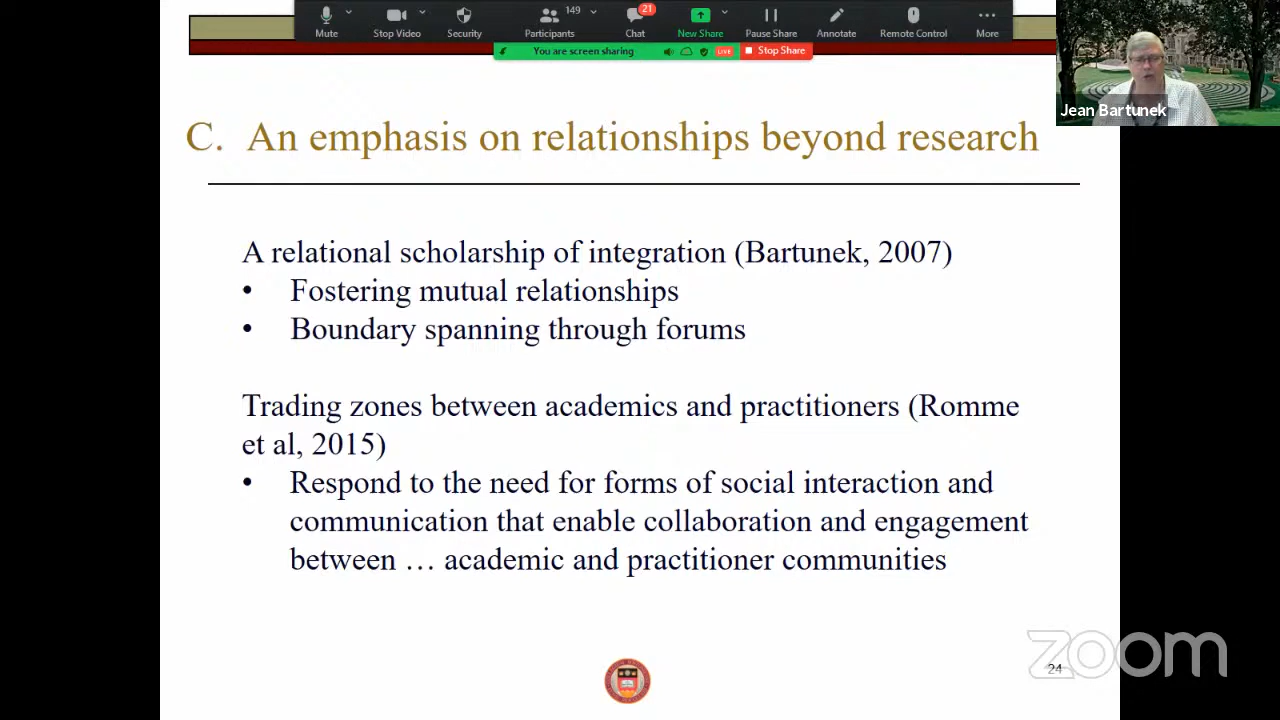 149
21
Mute
Stop Video
Security
Participants
Chat
New Share
Pause Share
Annotate
Remote Control
More
You are screen sharing
LIVE
Stop Share
Jean Bartunek
C. An emphasis on relationships beyond research
A relational scholarship of integration (Bartunek, 2007)
• Fostering mutual relationships
• Boundary spanning through forums
Trading zones between academics and practitioners (Romme
et al, 2015)
• Respond to the need for forms of social interaction and
communication that enable collaboration and engagement
between … academic and practitioner communities
zoom
24